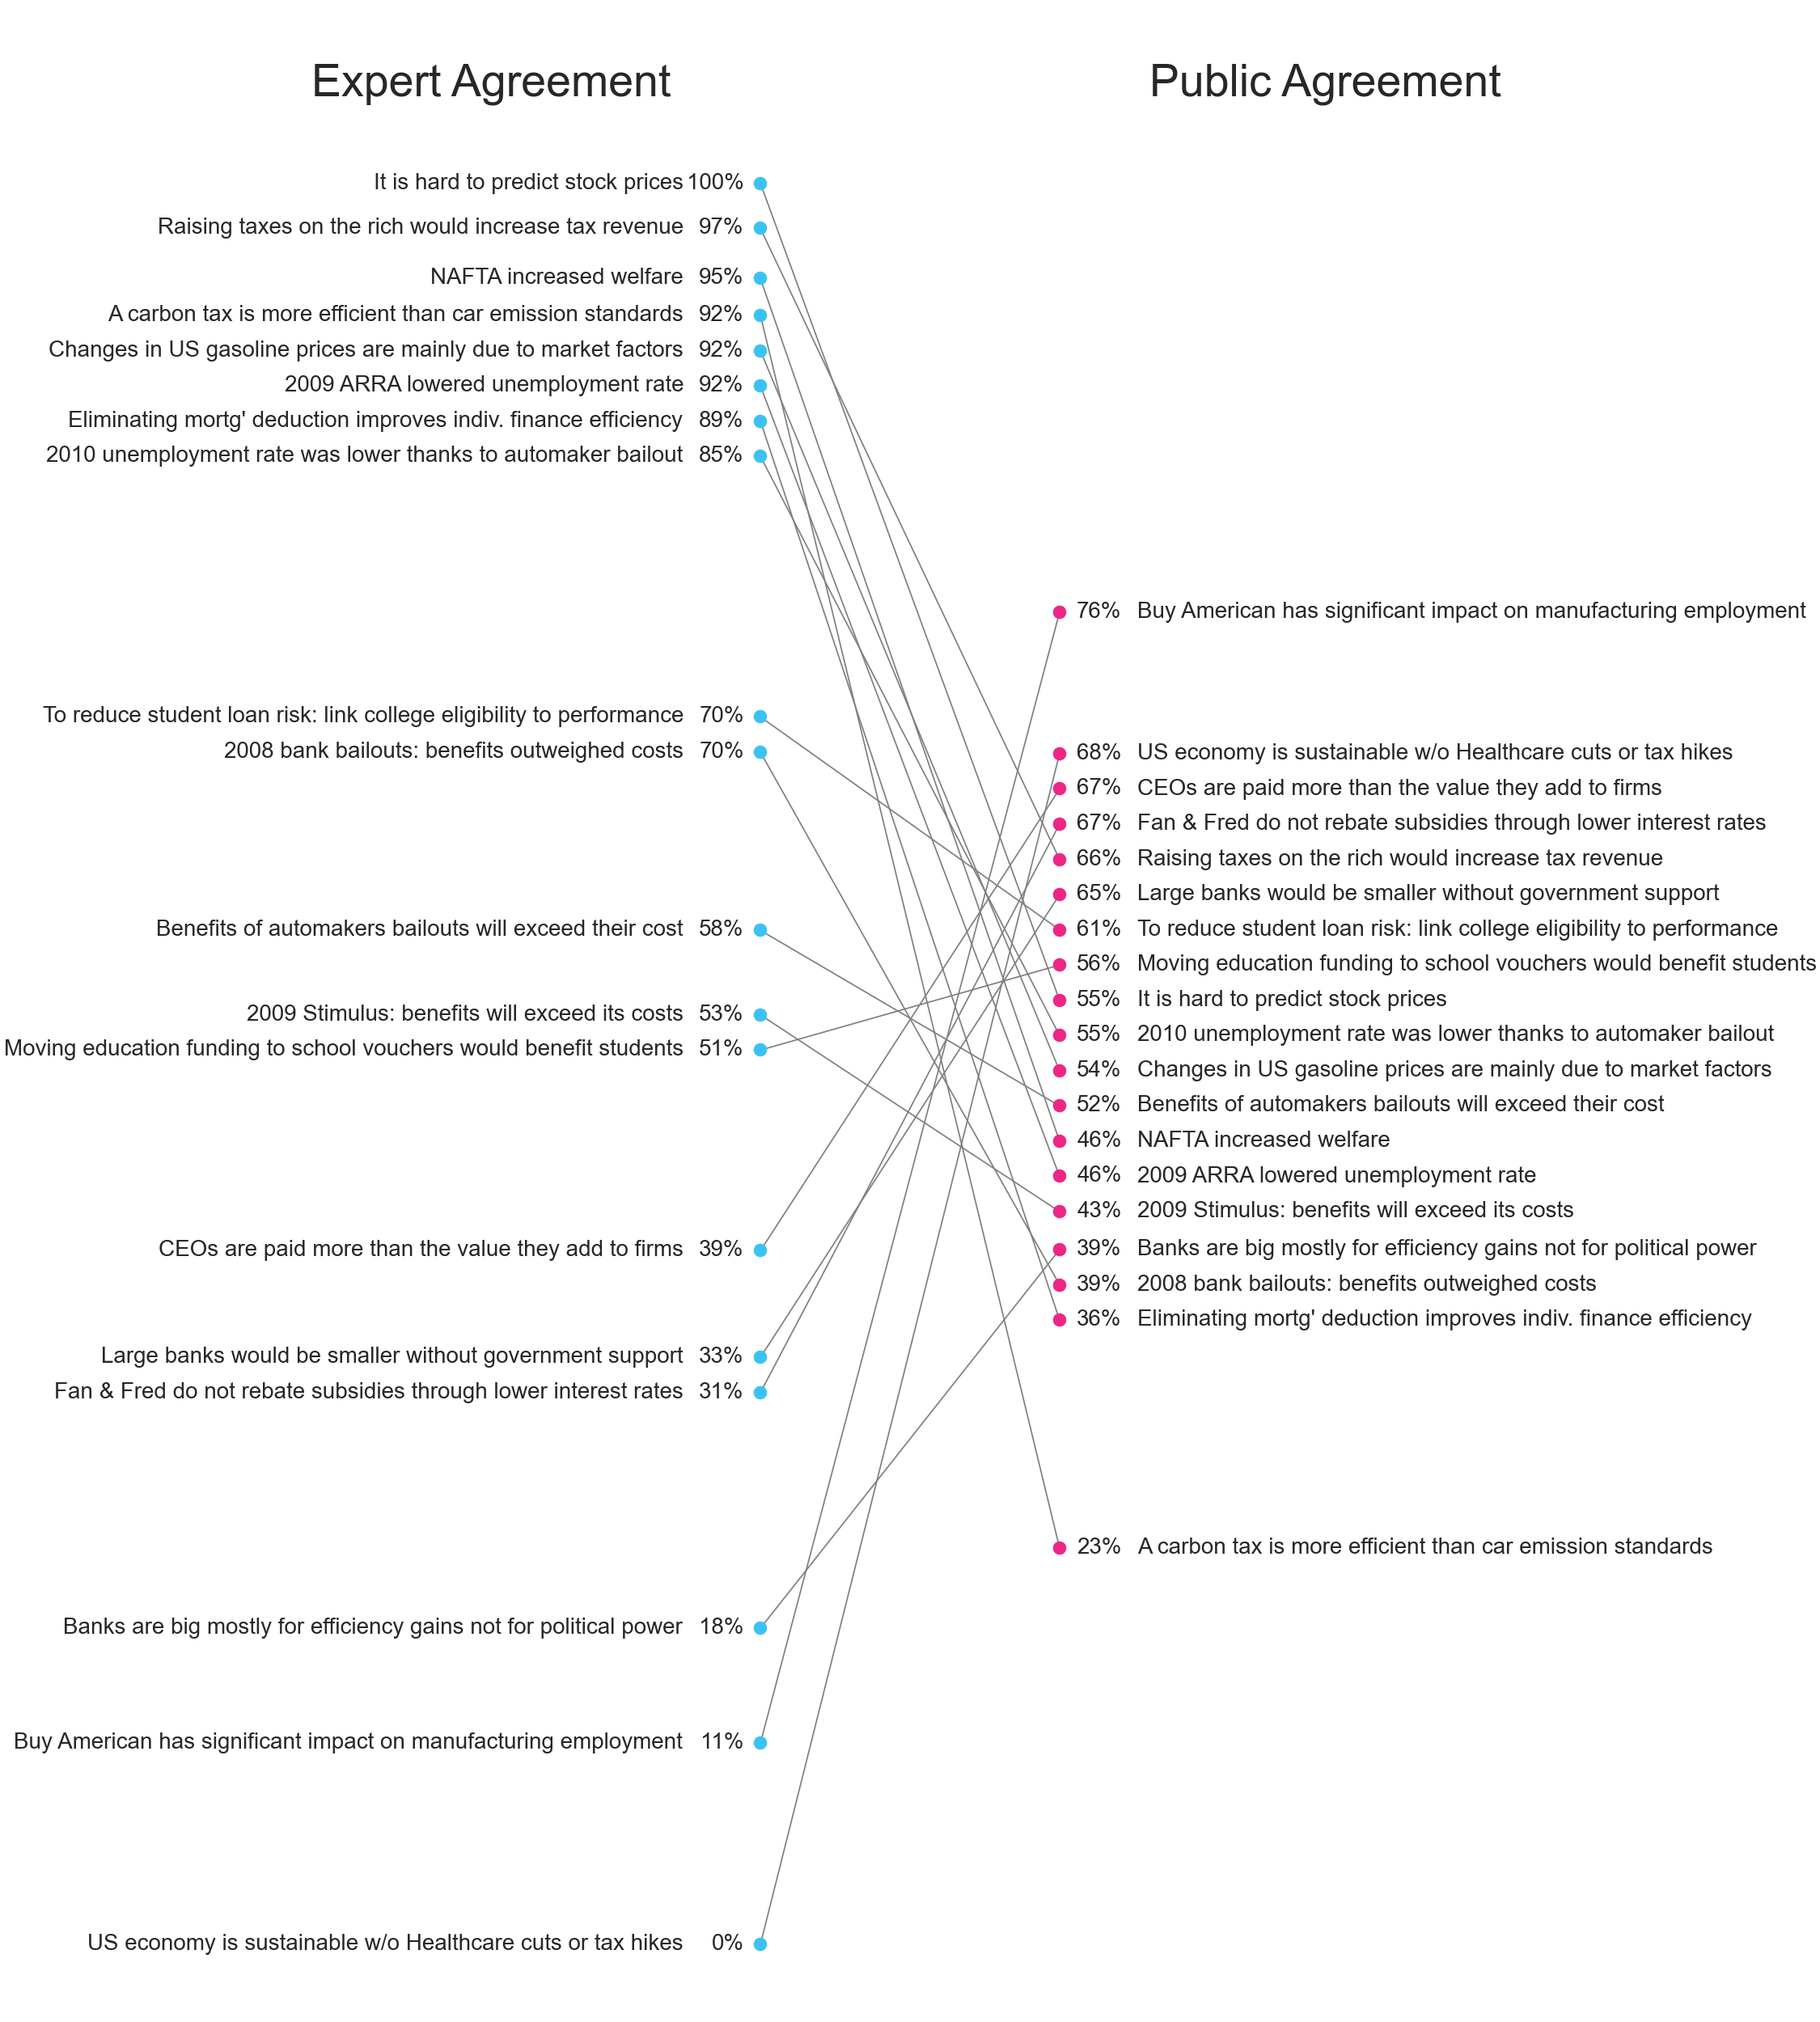 Expert Agreement
Public Agreement
It is hard to predict stock prices 100%
Raising taxes on the rich would increase tax revenue 97%
NAFTA increased welfare 95%
A carbon tax is more efficient than car emission standards 92%
Changes in US gasoline prices are mainly due to market factors 92%
2009 ARRA lowered unemployment rate 92%
Eliminating mortg' deduction improves indiv. finance efficiency 89%
2010 unemployment rate was lower thanks to automaker bailout 85%
To reduce student loan risk: link college eligibility to performance 70%
2008 bank bailouts: benefits outweighed costs 70%
Benefits of automakers bailouts will exceed their cost 58%
2009 Stimulus: benefits will exceed its costs 53%
Moving education funding to school vouchers would benefit students 51%
CEOs are paid more than the value they add to firms 39%
Large banks would be smaller without government support 33%
Fan & Fred do not rebate subsidies through lower interest rates 31%
Banks are big mostly for efficiency gains not for political power 18%
Buy American has significant impact on manufacturing employment 11%
US economy is sustainable w/o Healthcare cuts or tax hikes 0%
76% Buy American has significant impact on manufacturing employment
68% US economy is sustainable w/o Healthcare cuts or tax hikes
67% CEOs are paid more than the value they add to firms
67% Fan & Fred do not rebate subsidies through lower interest rates
66% Raising taxes on the rich would increase tax revenue
65% Large banks would be smaller without government support
61% To reduce student loan risk: link college eligibility to performance
56% Moving education funding to school vouchers would benefit students
55% It is hard to predict stock prices
55% 2010 unemployment rate was lower thanks to automaker bailout
54% Changes in US gasoline prices are mainly due to market factors
52% Benefits of automakers bailouts will exceed their cost
46% NAFTA increased welfare
46% 2009 ARRA lowered unemployment rate
43% 2009 Stimulus: benefits will exceed its costs
39% Banks are big mostly for efficiency gains not for political power
39% 2008 bank bailouts: benefits outweighed costs
36% Eliminating mortg' deduction improves indiv. finance efficiency
23% A carbon tax is more efficient than car emission standards